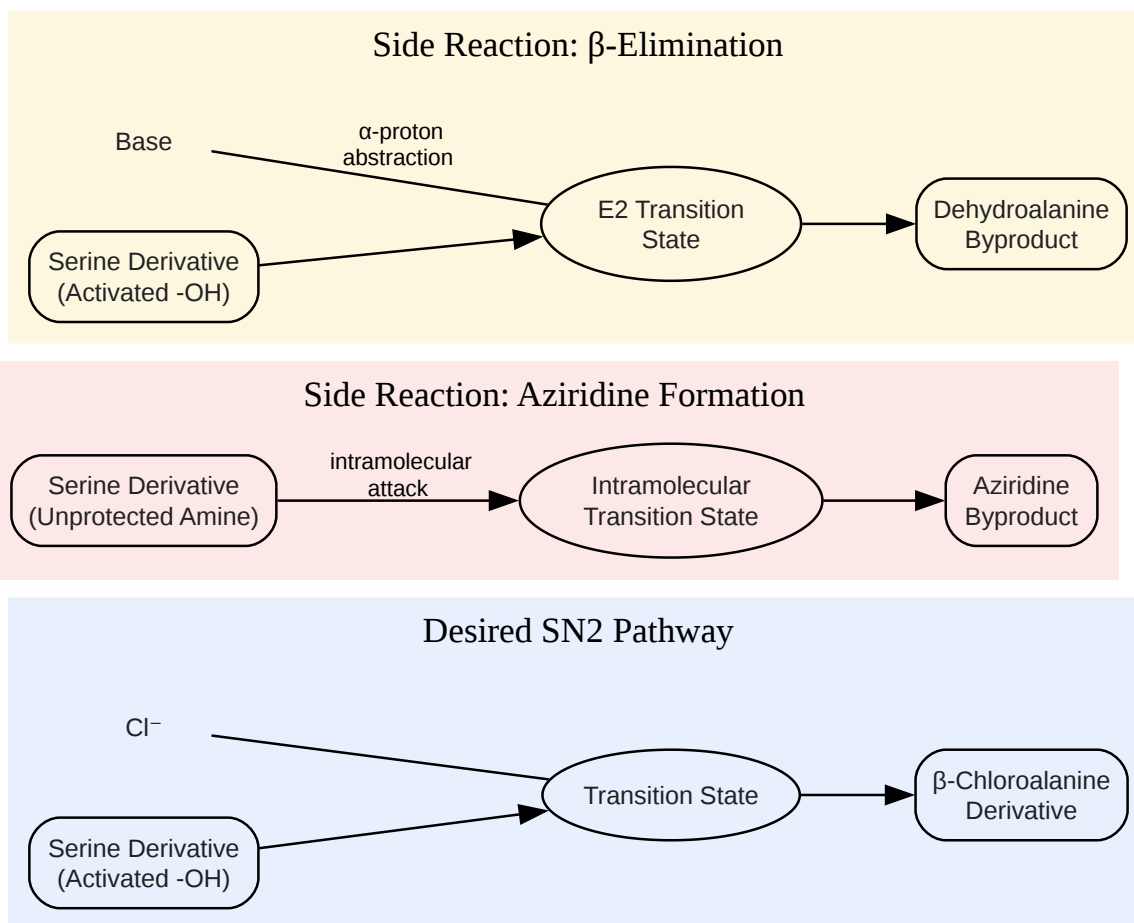 Side Reaction: β-Elimination
Base
α-proton
abstraction
E2 Transition
State
Dehydroalanine
Byproduct
Serine Derivative
(Activated -OH)
Side Reaction: Aziridine Formation
Serine Derivative
(Unprotected Amine)
intramolecular
attack
Intramolecular
Transition State
Aziridine
Byproduct
Desired SN2 Pathway
Cl⁻
Serine Derivative
(Activated -OH)
Transition State
β-Chloroalanine
Derivative